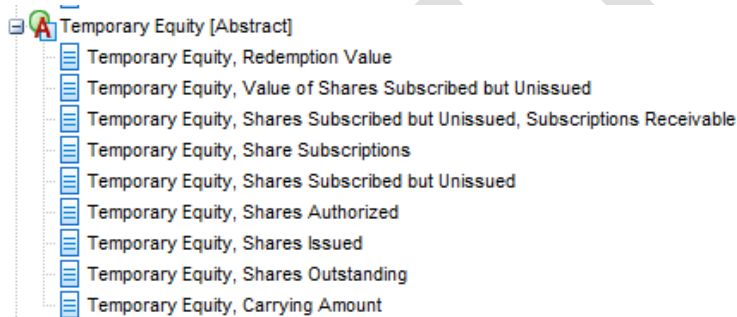 Temporary Equity [Abstract]
Temporary Equity, Redemption Value
Temporary Equity, Value of Shares Subscribed but Unissued
Temporary Equity, Shares Subscribed but Unissued, Subscriptions Receivable
Temporary Equity, Share Subscriptions
Temporary Equity, Shares Subscribed but Unissued
Temporary Equity, Shares Authorized
Temporary Equity, Shares Issued
Temporary Equity, Shares Outstanding
Temporary Equity, Carrying Amount